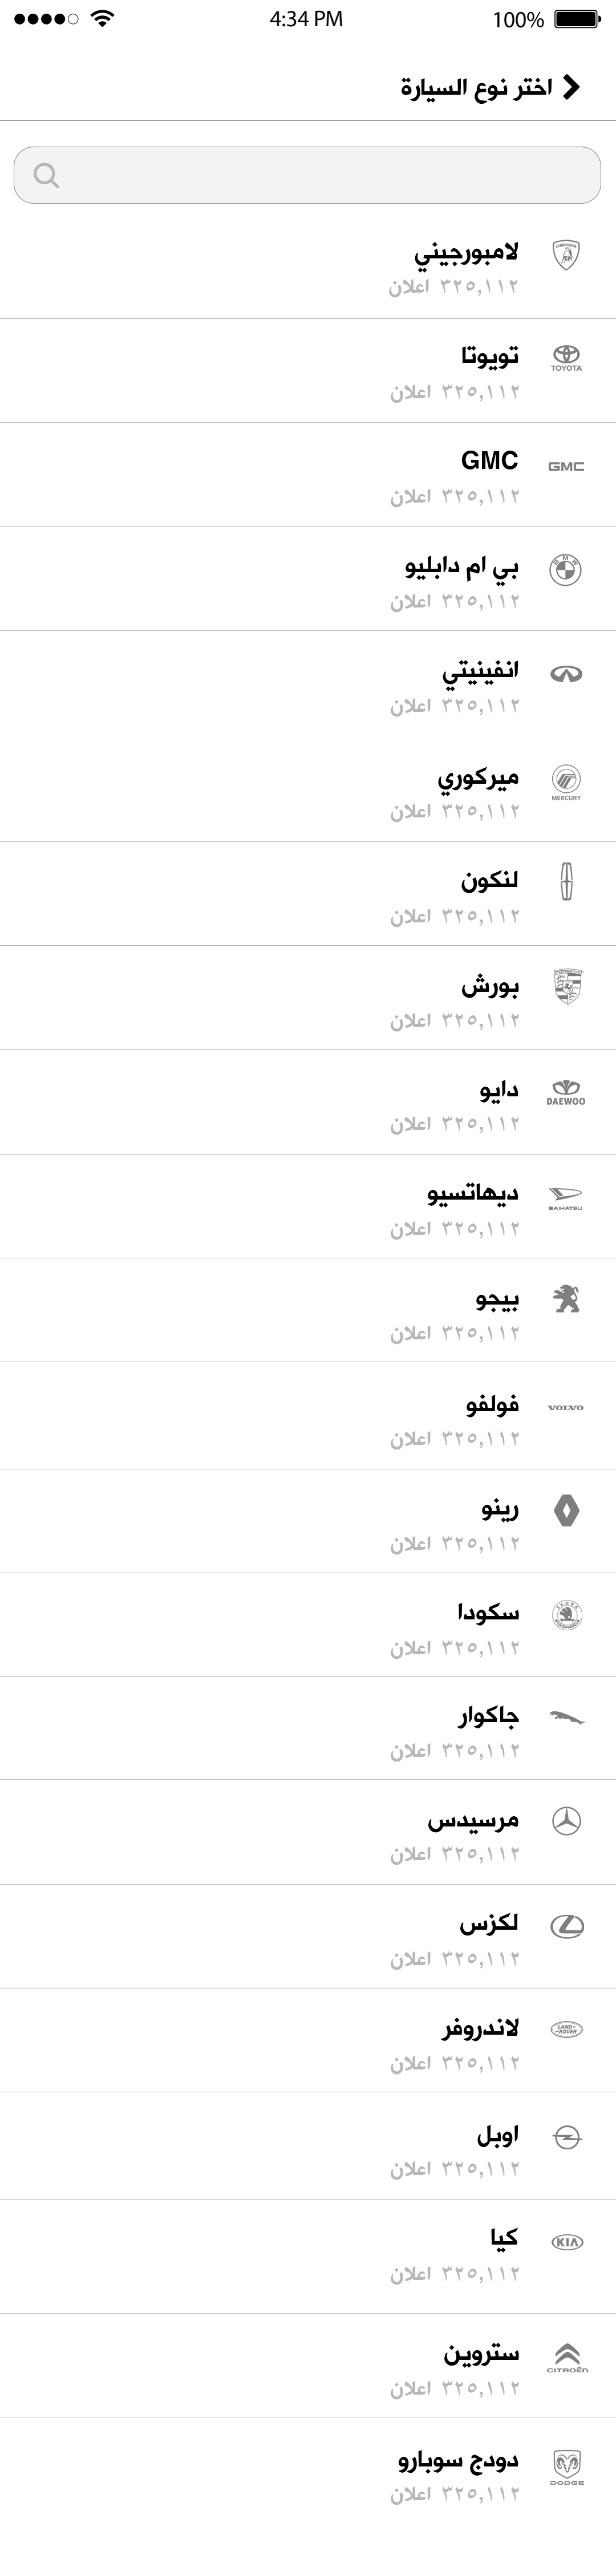 4:34 PM
100%
اختر نوع السيارة
لامبورجيني
٣٢٥,١١٢ اعلان
تويوتا
TOYOTA
٣٢٥,١١٢ اعلان
GMC
GMC
٣٢٥,١١٢ اعلان
بي ام دابليو
BMW
٣٢٥,١١٢ اعلان
انفينيتي
٣٢٥,١١٢ اعلان
ميركوري
MERCURY
٣٢٥,١١٢ اعلان
لنكون
٣٢٥,١١٢ اعلان
بورش
٣٢٥,١١٢ اعلان
دايو
DAEWOO
٣٢٥,١١٢ اعلان
ديهاتسيو
DAIHATSU
٣٢٥,١١٢ اعلان
بيجو
٣٢٥,١١٢ اعلان
فولفو
VOLVO
٣٢٥,١١٢ اعلان
رينو
٣٢٥,١١٢ اعلان
سكودا
٣٢٥,١١٢ اعلان
جاكوار
٣٢٥,١١٢ اعلان
مرسيدس
٣٢٥,١١٢ اعلان
لكزس
٣٢٥,١١٢ اعلان
لاندروفر
LAND ROVER
٣٢٥,١١٢ اعلان
اوبل
٣٢٥,١١٢ اعلان
كيا
KIA
٣٢٥,١١٢ اعلان
ستروين
CITROËN
٣٢٥,١١٢ اعلان
دودج سوبارو
DODGE
٣٢٥,١١٢ اعلان